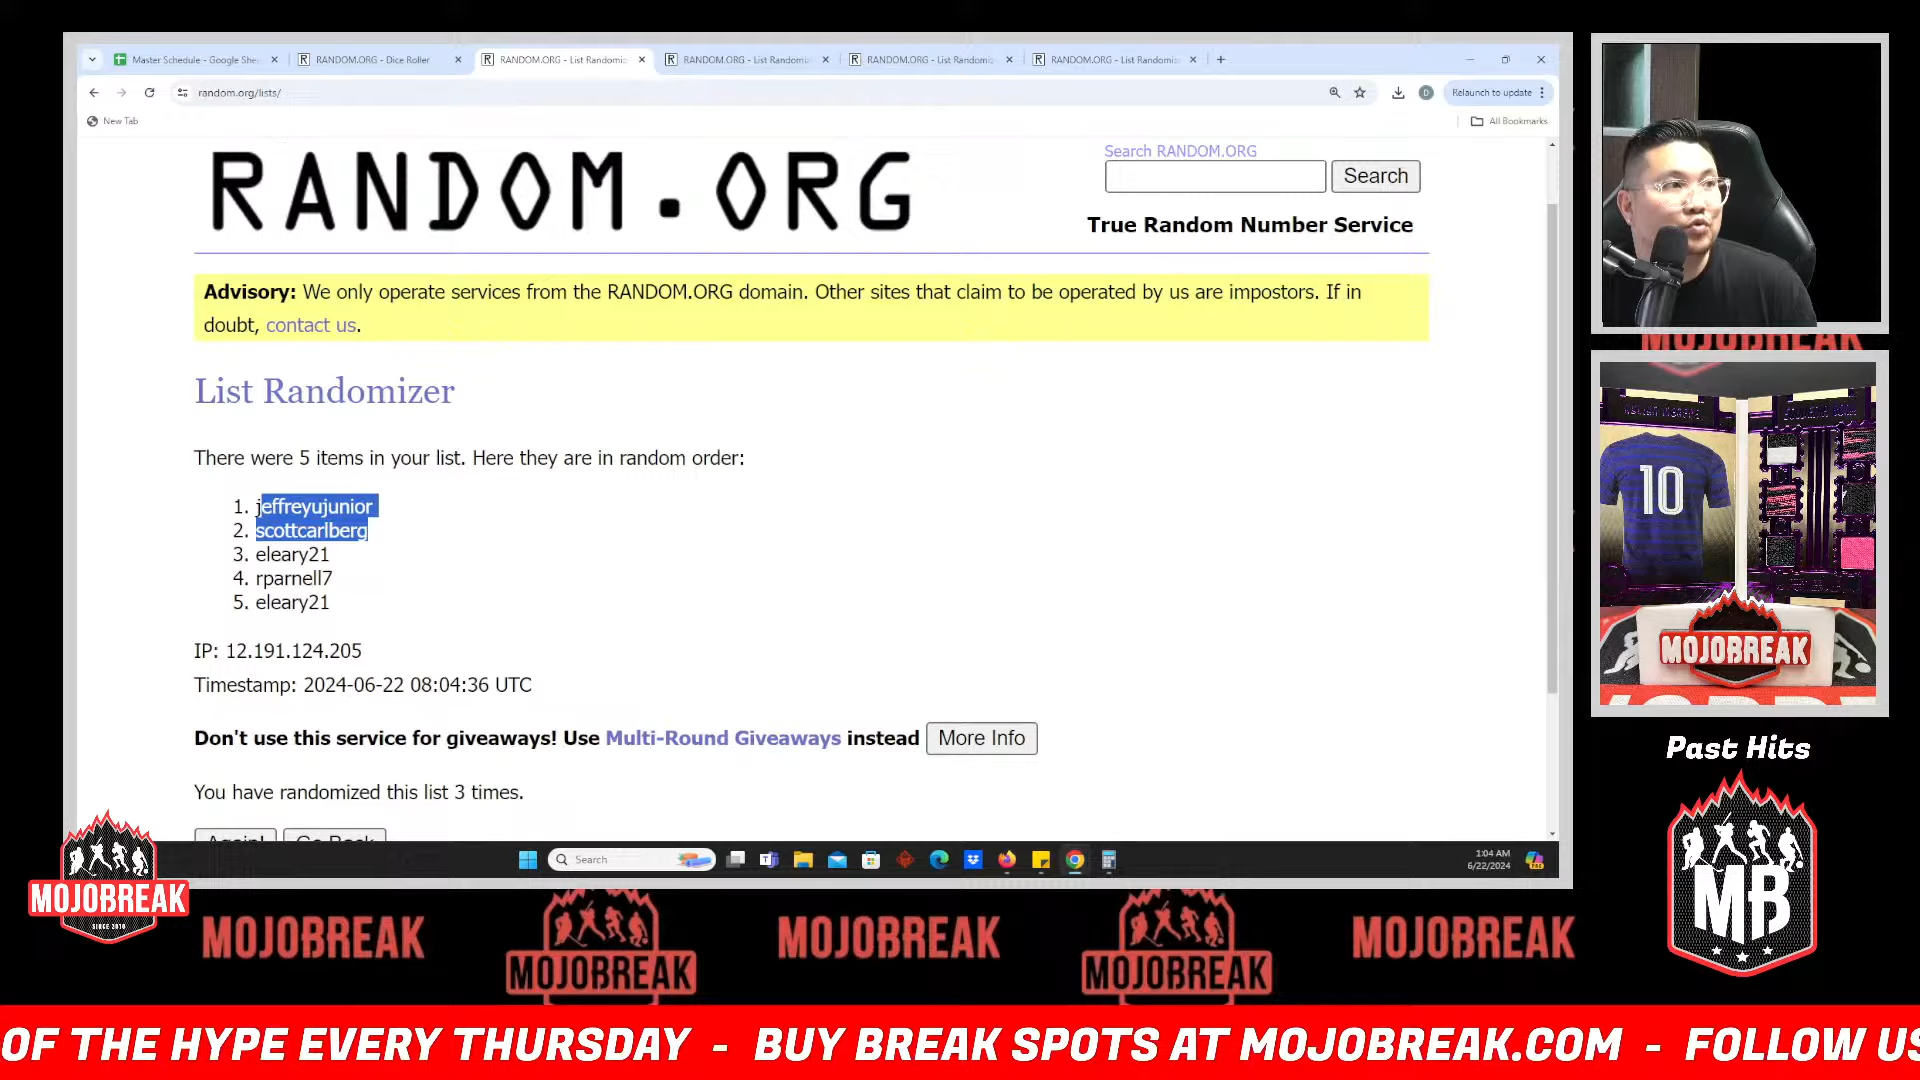 Master Schedule - Google She
RANDOM.ORG - Dice Roller
RANDOM.ORG - List Randomiz
RANDOM.ORG - List Randomiz
RANDOM.ORG - List Randomiz
RANDOM.ORG - List Randomiz
random.org/lists/
D
Relaunch to update
New Tab
All Bookmarks
RANDOM.ORG
Search RANDOM.ORG
Search
True Random Number Service
Advisory: We only operate services from the RANDOM.ORG domain. Other sites that claim to be operated by us are impostors. If in
doubt, contact us.
List Randomizer
There were 5 items in your list. Here they are in random order:
1. jeffreyujunior
2. scottcarlberg
3. eleary21
4. rparnell7
5. eleary21
IP: 12.191.124.205
Timestamp: 2024-06-22 08:04:36 UTC
Don't use this service for giveaways! Use Multi-Round Giveaways instead More Info
You have randomized this list 3 times.
Again! Go Back
Search
1:04 AM
6/22/2024
MOJOBREAK
10
MOJOBREAK
Past Hits
MB
MOJOBREAK
SINCE 2010
MOJOBREAK
MOJOBREAK
MOJOBREAK
MOJOBREAK
MOJOBREAK
OF THE HYPE EVERY THURSDAY - BUY BREAK SPOTS AT MOJOBREAK.COM - FOLLOW US